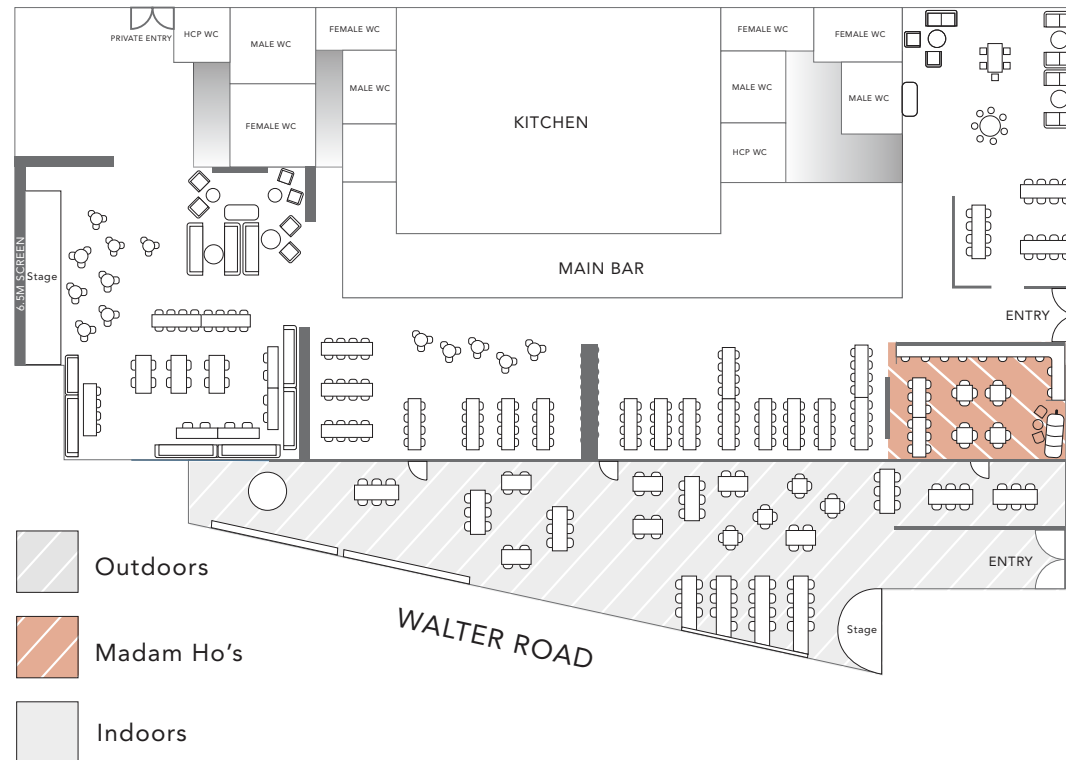 PRIVATE ENTRY
HCP WC
MALE WC
FEMALE WC
FEMALE WC
MALE WC
FEMALE WC
KITCHEN
FEMALE WC
FEMALE WC
MALE WC
MALE WC
HCP WC
MAIN BAR
6.5M SCREEN
Stage
ENTRY
ENTRY
Stage
WALTER ROAD
Outdoors
Madam Ho's
Indoors